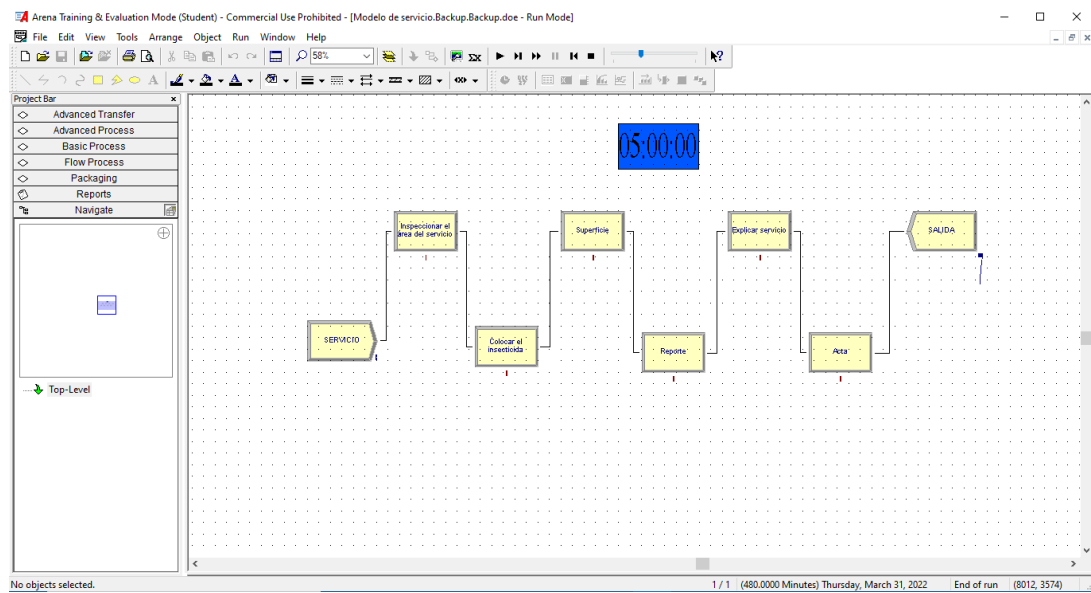 Arena Training & Evaluation Mode (Student) - Commercial Use Prohibited - [Modelo de servicio.Backup.Backup.doe - Run Mode]
File Edit View Tools Arrange Object Run Window Help
58%
Project Bar
Advanced Transfer
Advanced Process
Basic Process
Flow Process
Packaging
Reports
Navigate
Top-Level
05:00:00
Inspeccionar el
área del servicio
Superficie
Explicar servicio
SALIDA
SERVICIO
Colocar el
insecticida
Reporte
Acta
No objects selected.
1 / 1 (480.0000 Minutes) Thursday, March 31, 2022 End of run (8012, 3574)